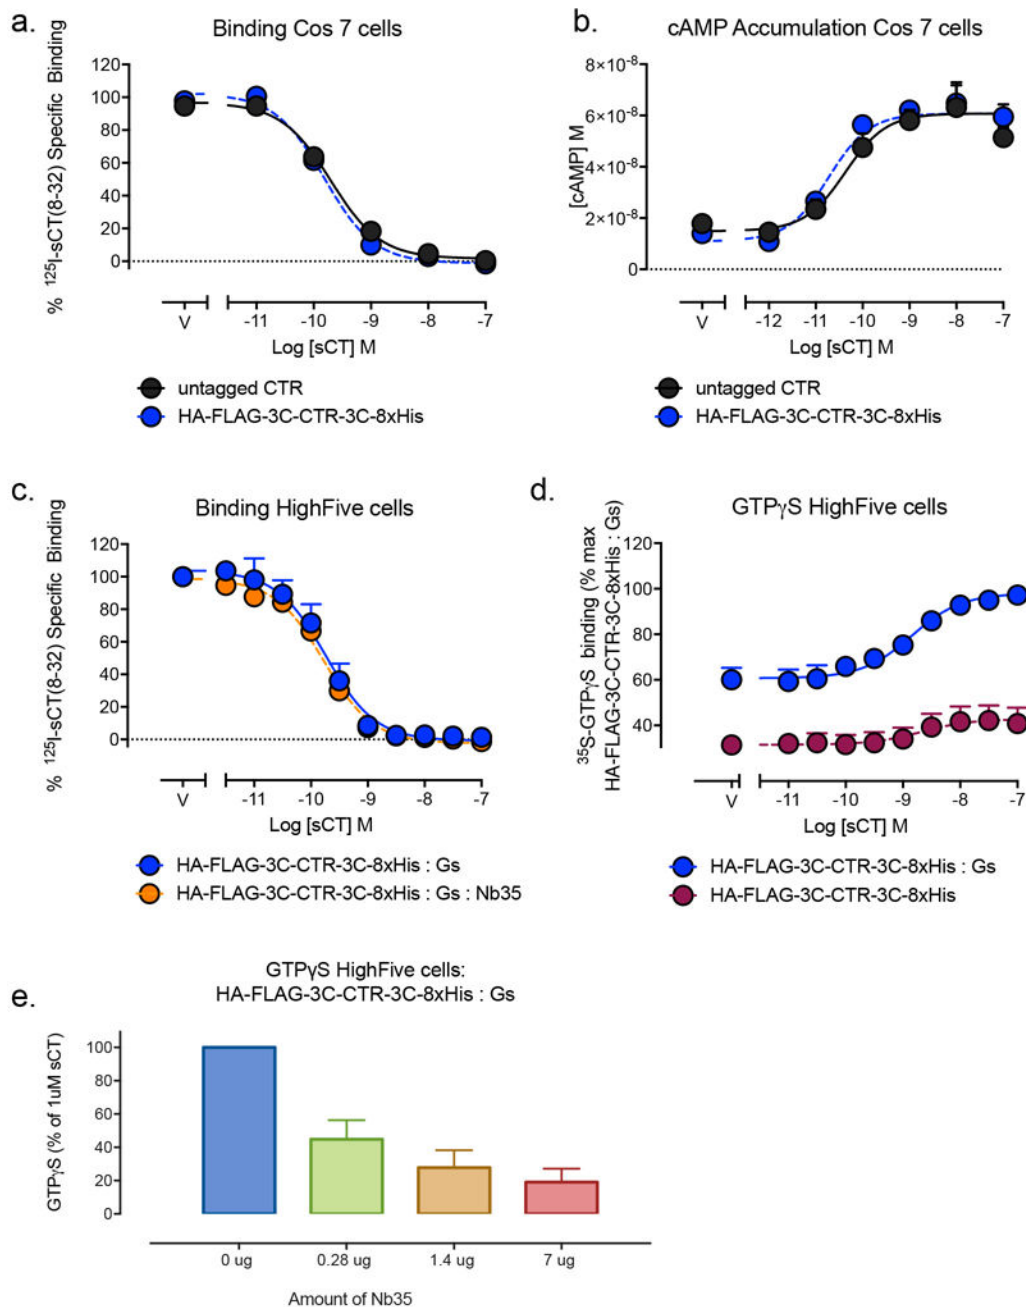 a.
Binding Cos 7 cells
% ¹²⁵I-sCT(8-32) Specific Binding
120
100
80
60
40
20
0
V
-11
-10
-9
-8
-7
Log [sCT] M
untagged CTR
HA-FLAG-3C-CTR-3C-8xHis
b.
cAMP Accumulation Cos 7 cells
[cAMP] M
8×10⁻⁸
6×10⁻⁸
4×10⁻⁸
2×10⁻⁸
0
V
-12
-11
-10
-9
-8
-7
Log [sCT] M
untagged CTR
HA-FLAG-3C-CTR-3C-8xHis
c.
Binding HighFive cells
% ¹²⁵I-sCT(8-32) Specific Binding
120
100
80
60
40
20
0
V
-11
-10
-9
-8
-7
Log [sCT] M
HA-FLAG-3C-CTR-3C-8xHis : Gs
HA-FLAG-3C-CTR-3C-8xHis : Gs : Nb35
d.
GTPγS HighFive cells
³⁵S-GTPγS binding (% max
HA-FLAG-3C-CTR-3C-8xHis : Gs)
120
100
80
60
40
V
-11
-10
-9
-8
-7
Log [sCT] M
HA-FLAG-3C-CTR-3C-8xHis : Gs
HA-FLAG-3C-CTR-3C-8xHis
e.
GTPγS HighFive cells:
HA-FLAG-3C-CTR-3C-8xHis : Gs
GTPγS (% of 1uM sCT)
100
80
60
40
20
0
0 ug
0.28 ug
1.4 ug
7 ug
Amount of Nb35